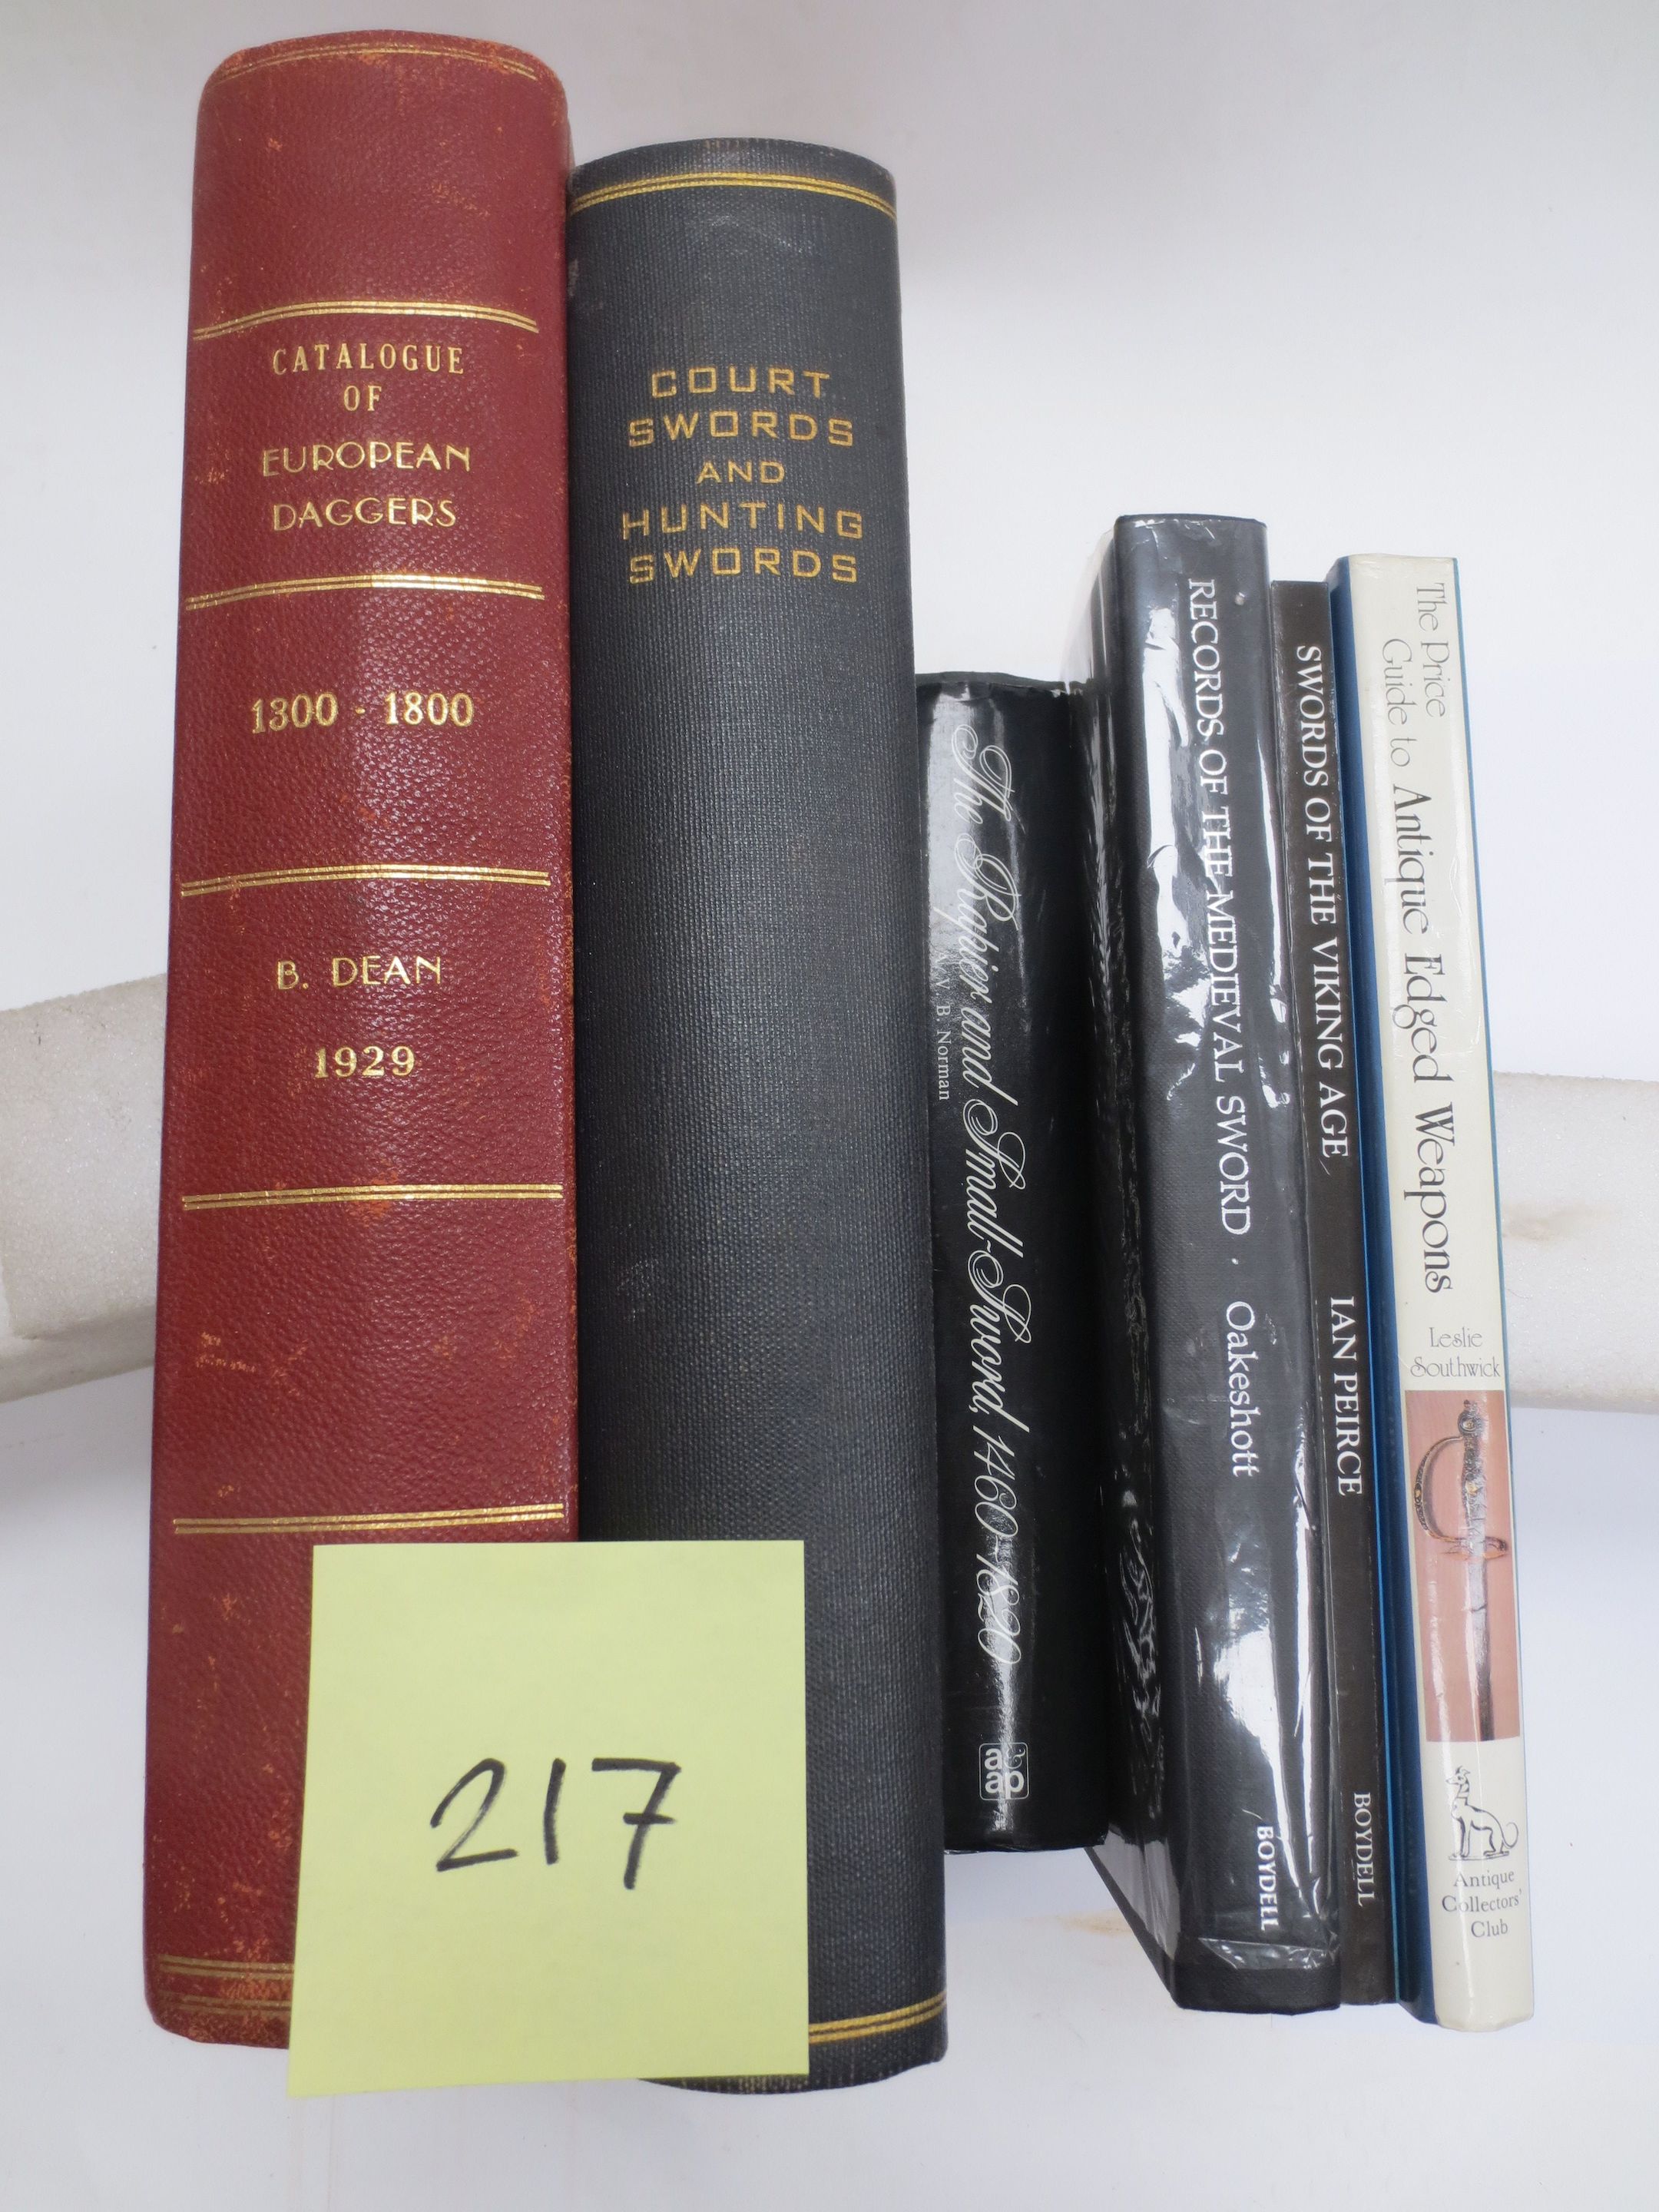 CATALOGUE
OF
EUROPEAN
DAGGERS
1300 - 1800
B. DEAN
1929
COURT
SWORDS
AND
HUNTING
SWORDS
The Rapier and Small-Sword, 1460-1820
B Norman
a&
ap
RECORDS OF THE MEDIEVAL SWORD · Oakeshott
BOYDELL
SWORDS OF THE VIKING AGE
IAN PEIRCE
BOYDELL
The Price
Guide to Antique Edged Weapons
Leslie
Southwick
Antique
Collectors'
Club
217